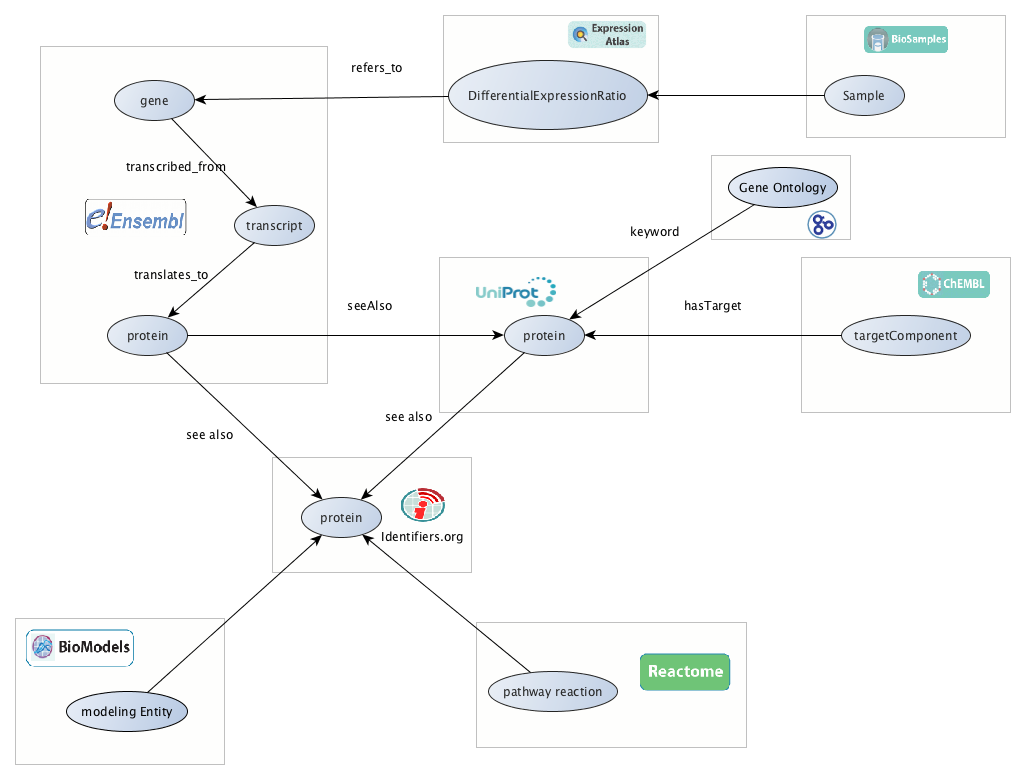 Expression
Atlas
BioSamples
refers_to
gene
DifferentialExpressionRatio
Sample
transcribed_from
Gene Ontology
e!Ensembl
transcript
keyword
translates_to
UniProt
ChEMBL
seeAlso
hasTarget
protein
protein
targetComponent
see also
see also
protein
Identifiers.org
BioModels
Reactome
modeling Entity
pathway reaction